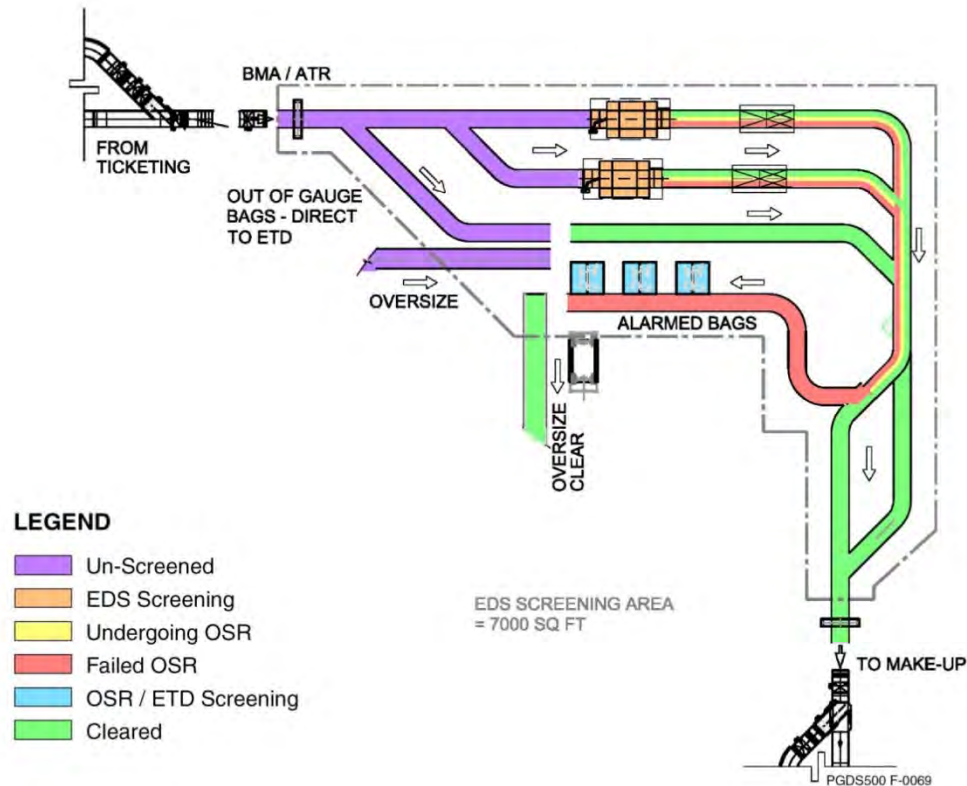 BMA / ATR
FROM
TICKETING
OUT OF GAUGE
BAGS - DIRECT
TO ETD
OVERSIZE
ALARMED BAGS
OVERSIZE
CLEAR
LEGEND
Un-Screened
EDS Screening
Undergoing OSR
Failed OSR
OSR / ETD Screening
Cleared
EDS SCREENING AREA
= 7000 SQ FT
TO MAKE-UP
PGDS500 F-0069